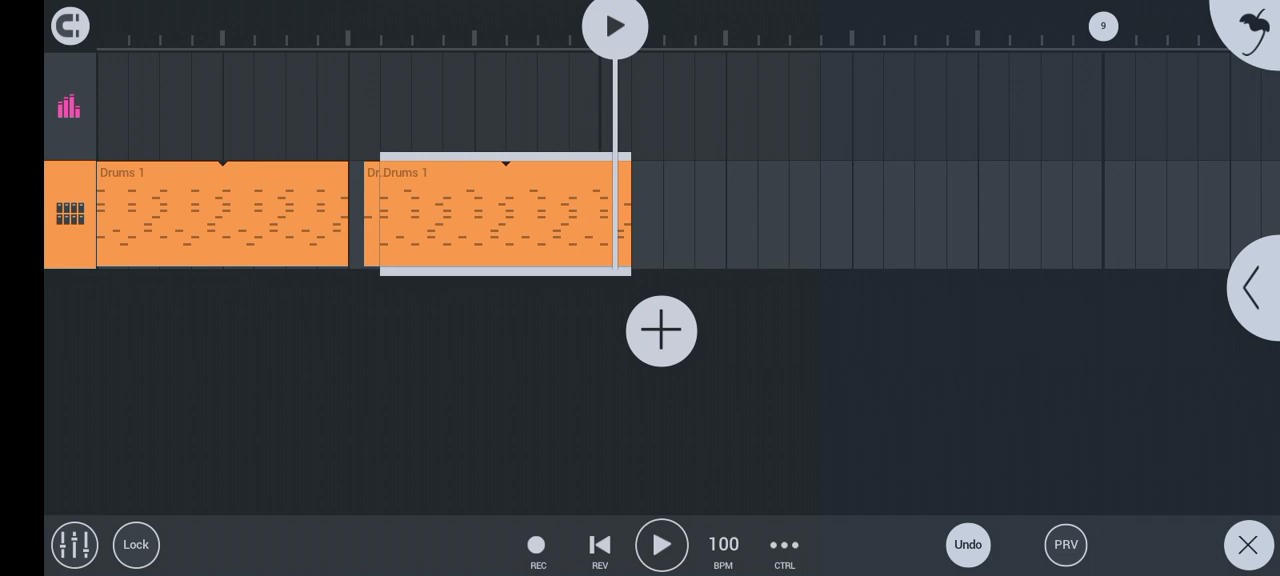 9
Drums 1
Dr.
Drums 1
Lock
REC
REV
100
BPM
CTRL
Undo
PRV